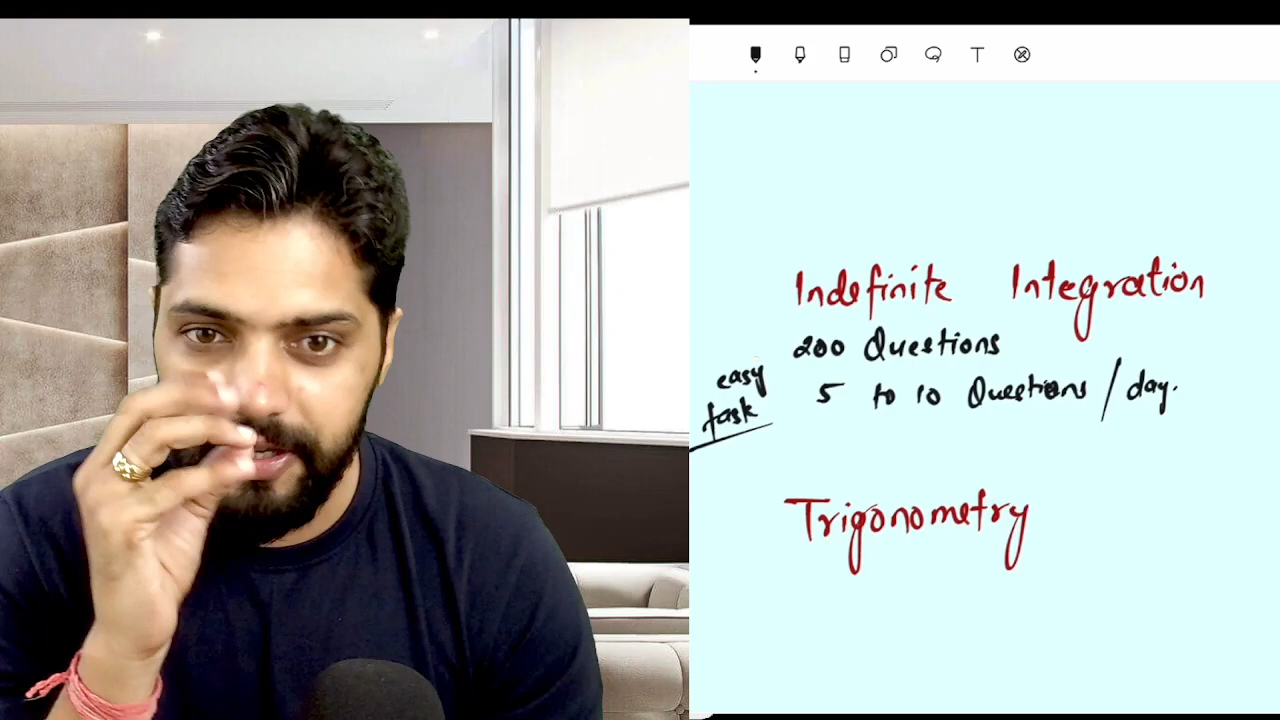 Indefinite Integration
200 Questions
easy task
5 to 10 Questions / day.
Trigonometry